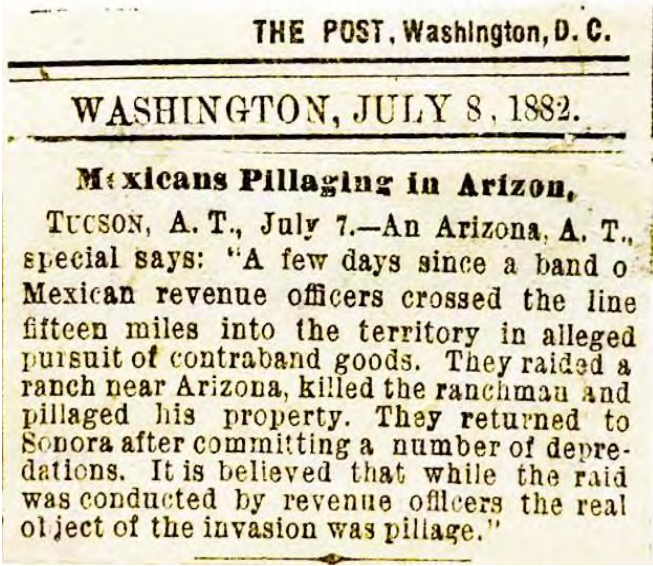 THE POST, Washington, D. C.
WASHINGTON, JULY 8, 1882.
Mexicans Pillaging in Arizon,
TUCSON, A. T., July 7.—An Arizona, A. T.,
special says: "A few days since a band o
Mexican revenue officers crossed the line
fifteen miles into the territory in alleged
pursuit of contraband goods. They raided a
ranch near Arizona, killed the ranchman and
pillaged his property. They returned to
Sonora after committing a number of depre-
dations. It is believed that while the raid
was conducted by revenue officers the real
object of the invasion was pillage."